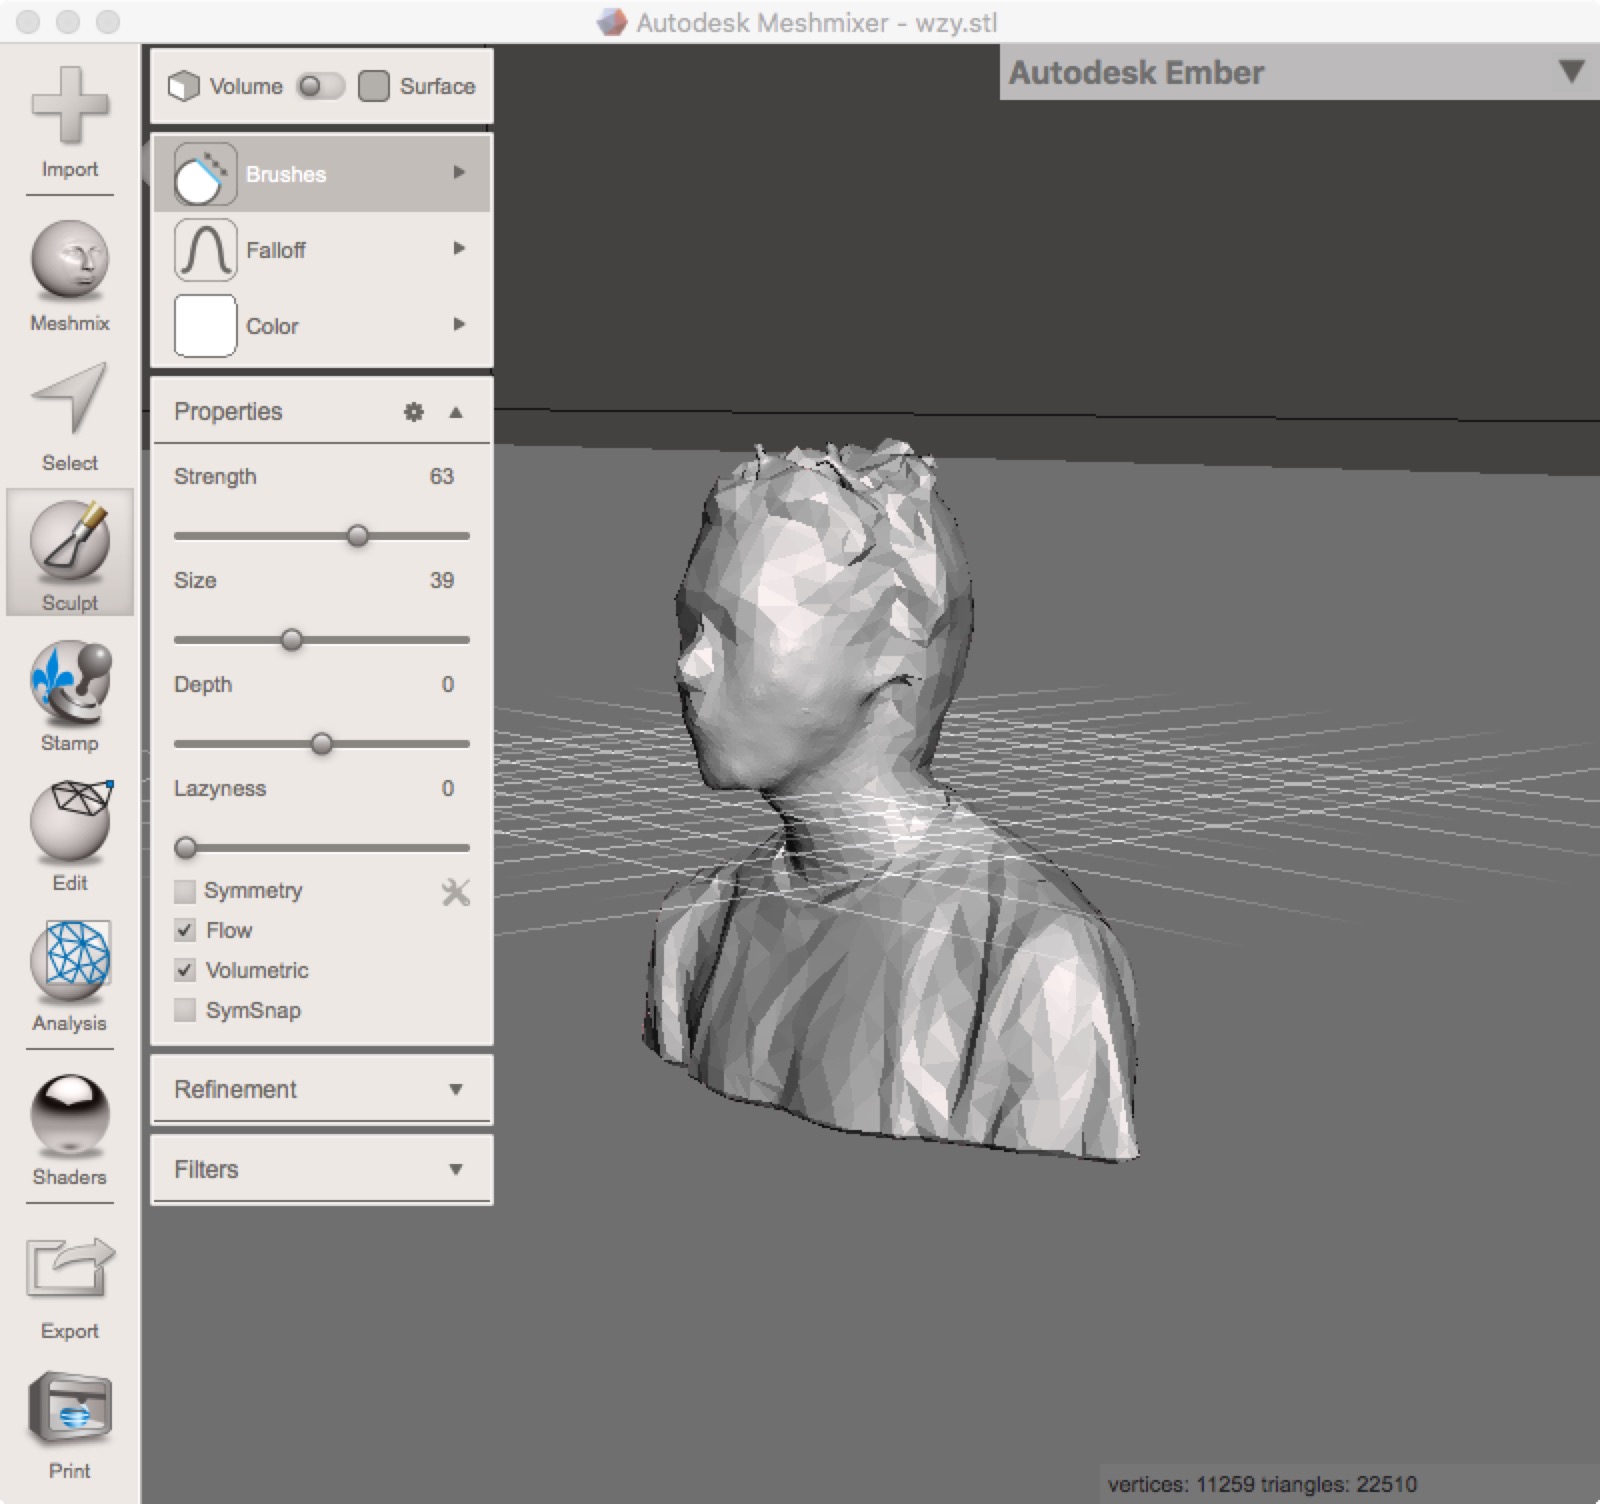 Autodesk Meshmixer - wzy.stl
Import
Meshmix
Select
Sculpt
Stamp
Edit
Analysis
Shaders
Export
Print
Volume
Surface
Brushes
Falloff
Color
Properties
Strength 63
Size 39
Depth 0
Lazyness 0
Symmetry
Flow
Volumetric
SymSnap
Refinement
Filters
Autodesk Ember
vertices: 11259 triangles: 22510